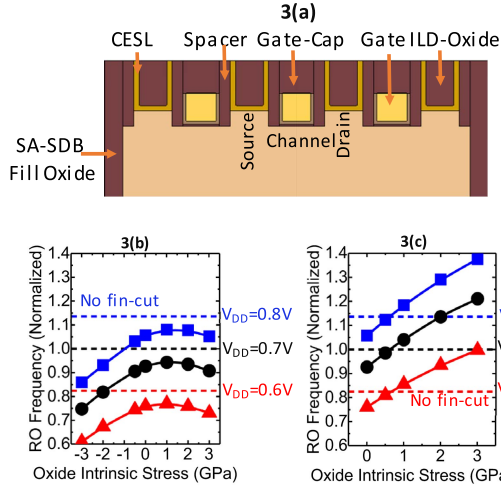 3(a)
CESL Spacer Gate-Cap Gate ILD-Oxide
SA-SDB
Fill Oxide
Source
Channel
Drain
3(b)
RO Frequency (Normalized)
1.4
1.3
1.2
1.1
1.0
0.9
0.8
0.7
0.6
No fin-cut
V_DD=0.8V
V_DD=0.7V
V_DD=0.6V
-3 -2 -1 0 1 2 3
Oxide Intrinsic Stress (GPa)
3(c)
RO Frequency (Normalized)
1.4
1.3
1.2
1.1
1.0
0.9
0.8
0.7
0.6
V
V
V
No fin-cut
0 1 2 3
Oxide Intrinsic Stress (GPa)